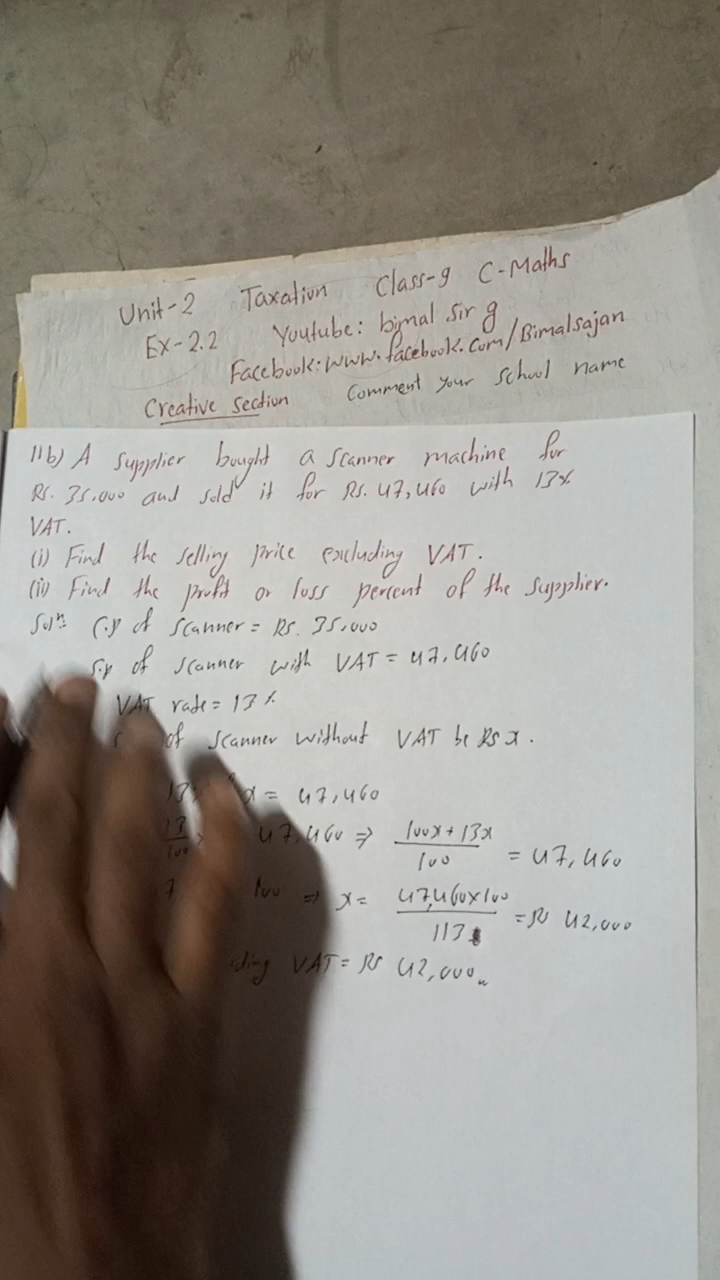 Unit-2 Taxation Class-9 C-Maths
Ex-2.2 Youtube: bimal sir g
Facebook: www.facebook.com/Bimalsajan
Creative section Comment your school name
11b) A supplier bought a scanner machine for
Rs. 35,000 and sold it for Rs. 47,460 with 13%
VAT.
(i) Find the selling price excluding VAT.
(ii) Find the profit or loss percent of the supplier.
Solⁿ: C.P of scanner = Rs. 35,000
S.P of scanner with VAT = 47,460
VAT rate = 13%
of scanner without VAT be Rs x.
x = 47,460
13/100 47,460 ⇒ (100x + 13x)/100 = 47,460
100 ⇒ x = (47,460×100)/113 = Rs 42,000
VAT = Rs 42,000,,